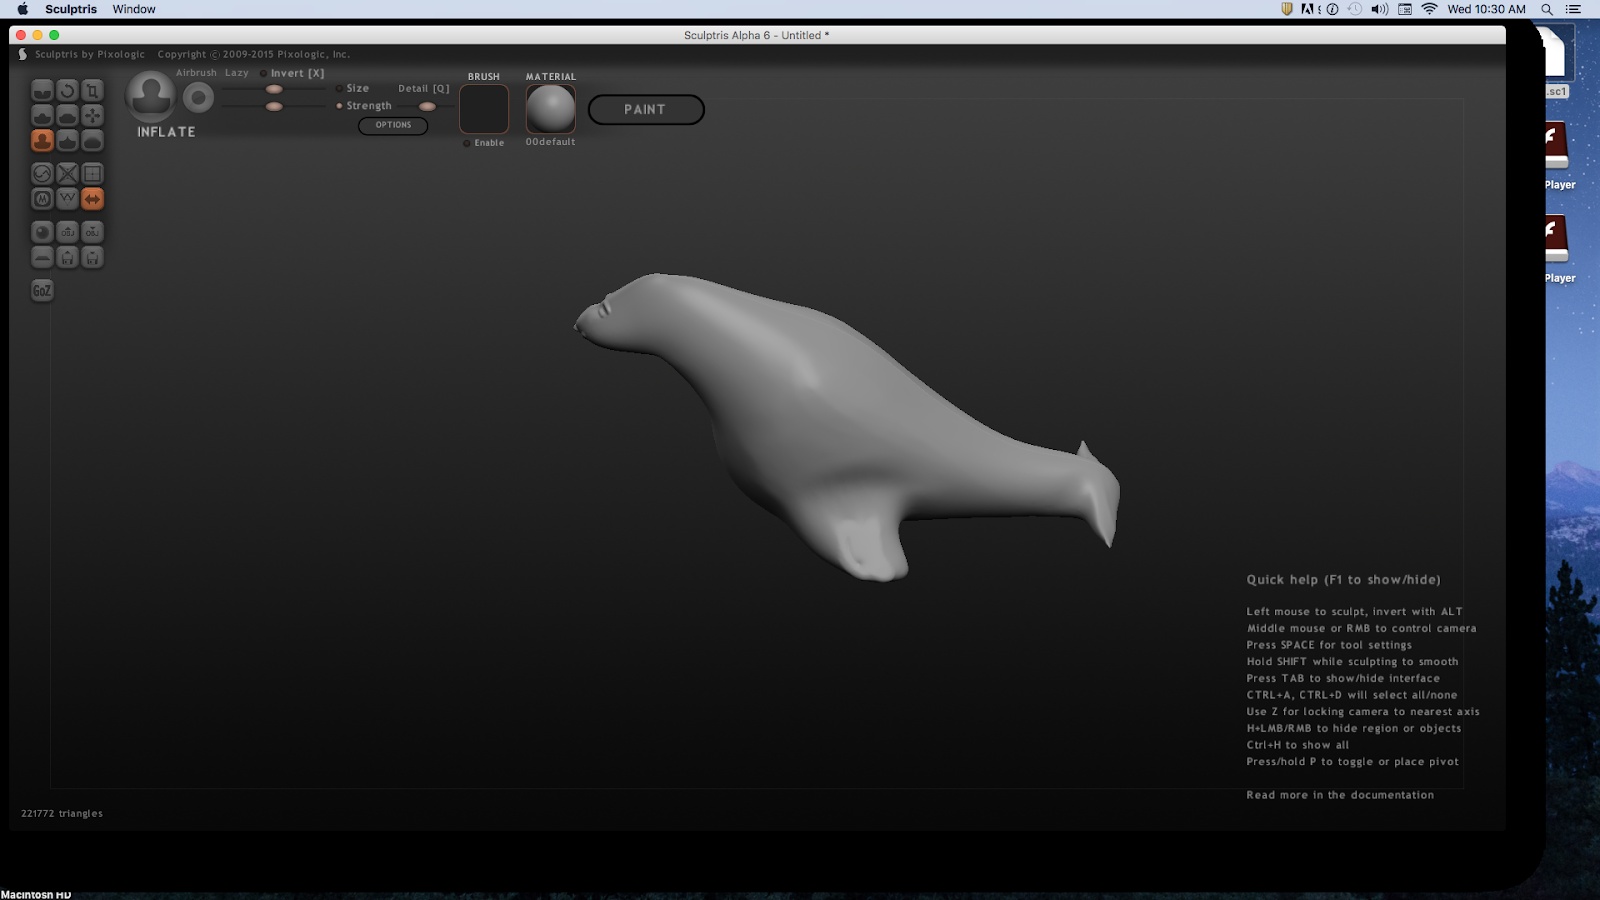 Sculptris Window
Wed 10:30 AM
Sculptris Alpha 6 - Untitled *
Sculptris by Pixologic Copyright © 2009-2015 Pixologic, Inc.
Airbrush Lazy Invert [X]
Size Detail [Q]
Strength
OPTIONS
INFLATE
BRUSH
Enable
MATERIAL
00default
PAINT
OBJ OBJ
GoZ
.sc1
Player
Player
Quick help (F1 to show/hide)
Left mouse to sculpt, invert with ALT
Middle mouse or RMB to control camera
Press SPACE for tool settings
Hold SHIFT while sculpting to smooth
Press TAB to show/hide interface
CTRL+A, CTRL+D will select all/none
Use Z for locking camera to nearest axis
H+LMB/RMB to hide region or objects
Ctrl+H to show all
Press/hold P to toggle or place pivot
Read more in the documentation
221772 triangles
Macintosh HD